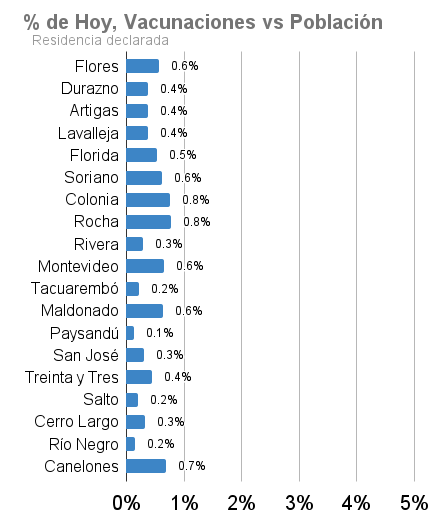 % de Hoy, Vacunaciones vs Población
Residencia declarada
Flores 0.6%
Durazno 0.4%
Artigas 0.4%
Lavalleja 0.4%
Florida 0.5%
Soriano 0.6%
Colonia 0.8%
Rocha 0.8%
Rivera 0.3%
Montevideo 0.6%
Tacuarembó 0.2%
Maldonado 0.6%
Paysandú 0.1%
San José 0.3%
Treinta y Tres 0.4%
Salto 0.2%
Cerro Largo 0.3%
Río Negro 0.2%
Canelones 0.7%
0% 1% 2% 3% 4% 5%